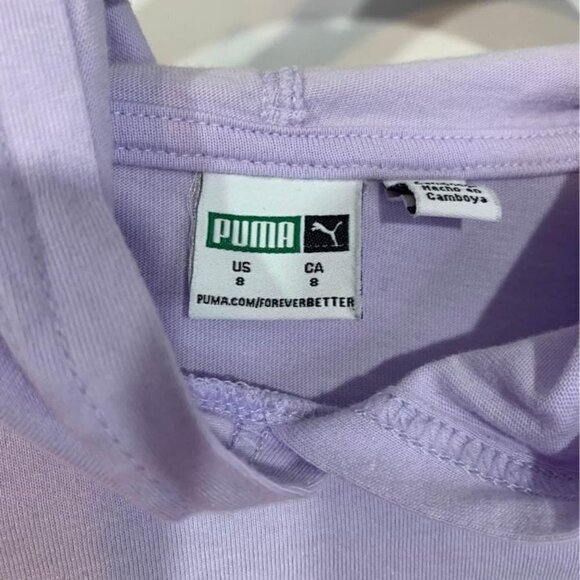 PUMA
US CA
8 8
PUMA.COM/FOREVERBETTER
Hecho en
Camboya